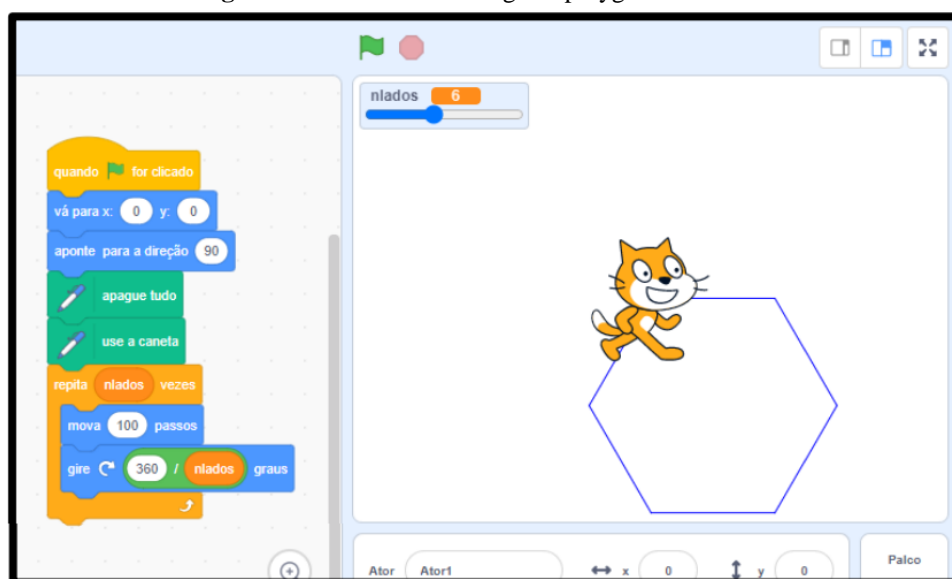 nlados 6
quando for clicado
vá para x: 0 y: 0
aponte para a direção 90
apague tudo
use a caneta
repita nlados vezes
mova 100 passos
gire 360 / nlados graus
Ator Ator1 x 0 y 0
Palco